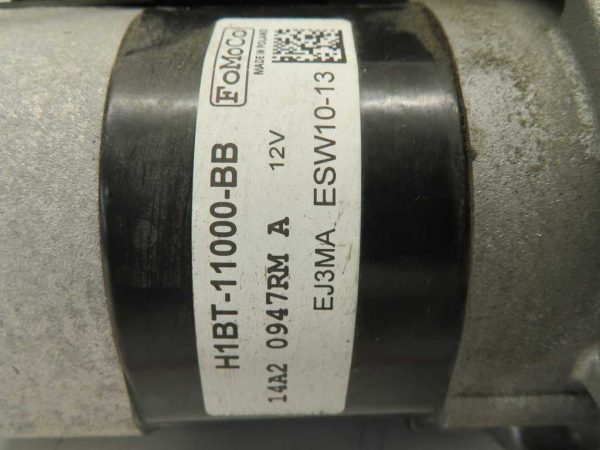 FoMoCo
MADE IN POLAND
H1BT-11000-BB
12V
14A2 0947RM A
EJ3MA ESW10-13